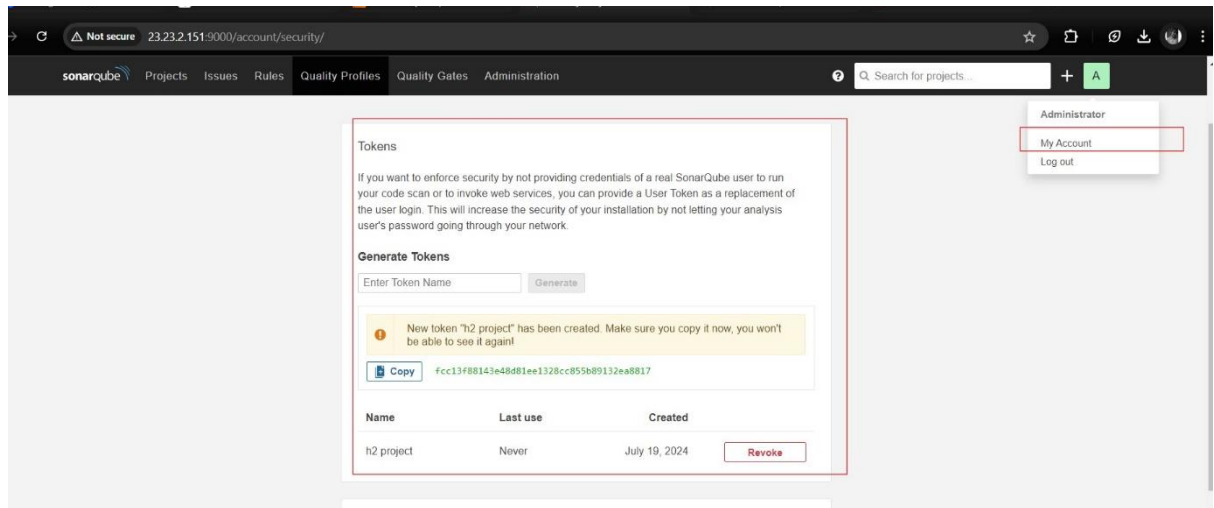 Not secure 23.23.2.151:9000/account/security/
sonarqube Projects Issues Rules Quality Profiles Quality Gates Administration ? Search for projects... + A
Administrator
My Account
Log out
Tokens
If you want to enforce security by not providing credentials of a real SonarQube user to run
your code scan or to invoke web services, you can provide a User Token as a replacement of
the user login. This will increase the security of your installation by not letting your analysis
user's password going through your network.
Generate Tokens
Enter Token Name Generate
New token "h2 project" has been created. Make sure you copy it now, you won't
be able to see it again!
Copy fcc13f88143e48d81ee1328cc855b89132ea8817
Name Last use Created
h2 project Never July 19, 2024 Revoke